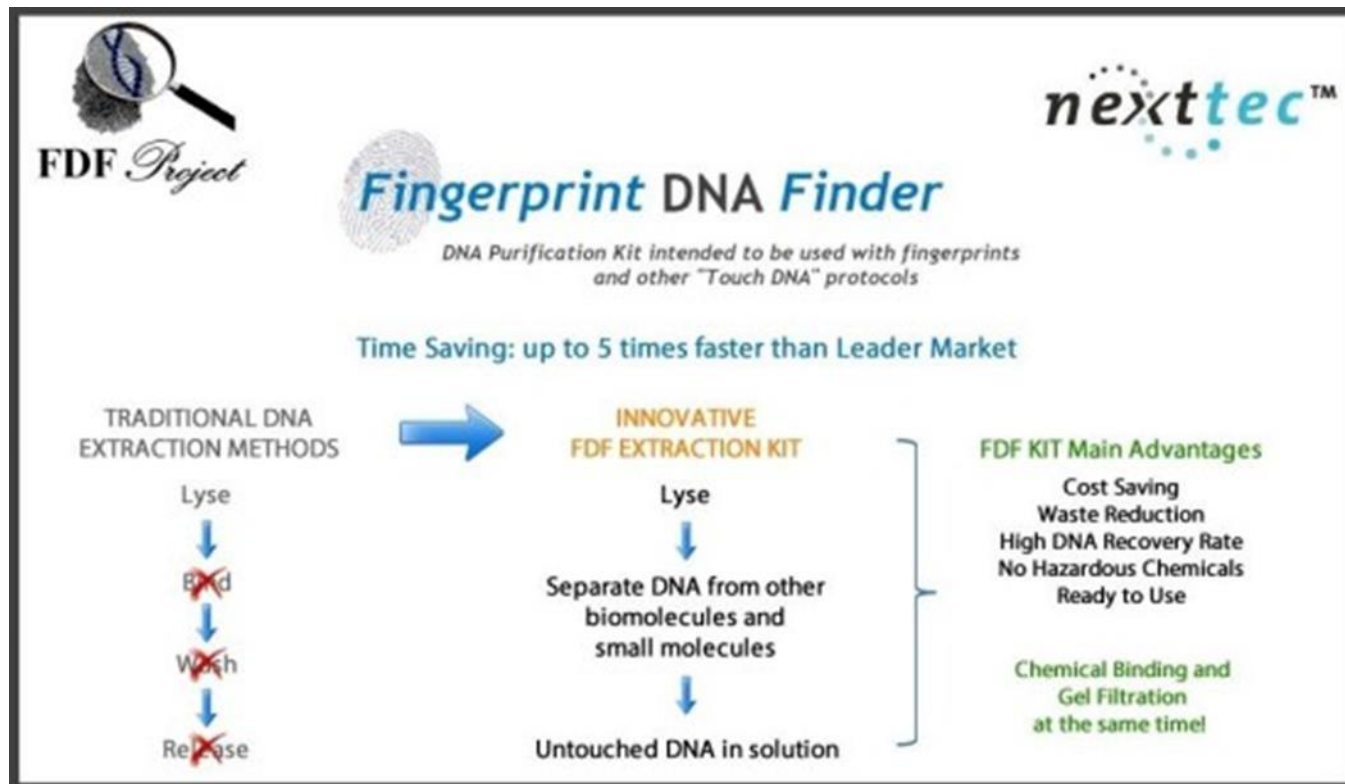 FDF Project
nexttec™
Fingerprint DNA Finder
DNA Purification Kit intended to be used with fingerprints
and other "Touch DNA" protocols
Time Saving: up to 5 times faster than Leader Market
TRADITIONAL DNA
EXTRACTION METHODS
Lyse
Bind
Wash
Release
INNOVATIVE
FDF EXTRACTION KIT
Lyse
Separate DNA from other
biomolecules and
small molecules
Untouched DNA in solution
FDF KIT Main Advantages
Cost Saving
Waste Reduction
High DNA Recovery Rate
No Hazardous Chemicals
Ready to Use
Chemical Binding and
Gel Filtration
at the same time!